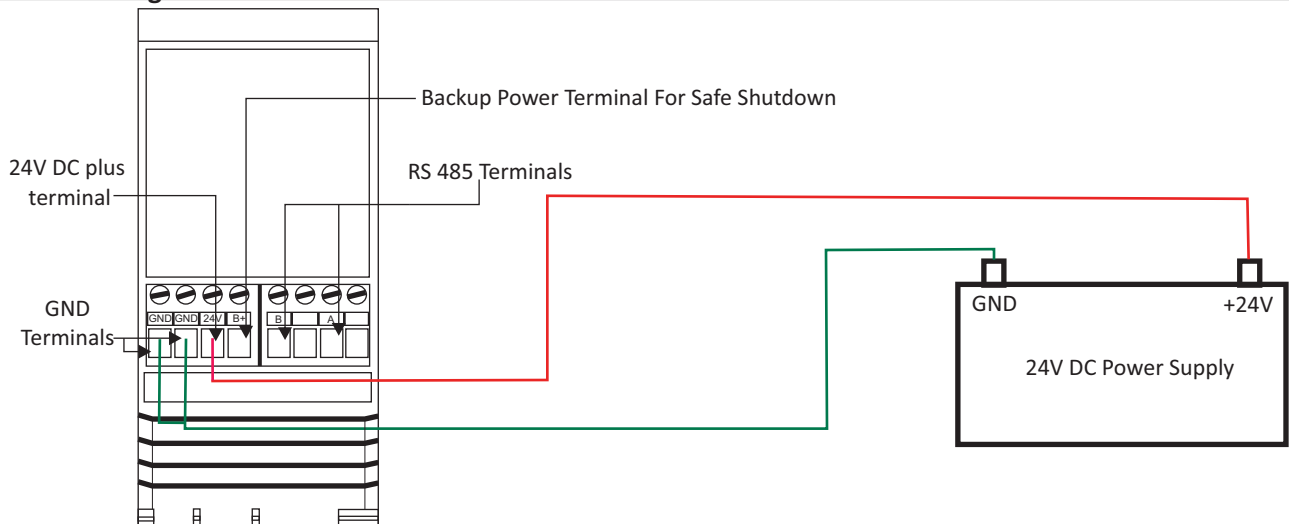 Backup Power Terminal For Safe Shutdown
24V DC plus
terminal
RS 485 Terminals
GND
Terminals
GND GND 24V B+ B A
GND +24V
24V DC Power Supply